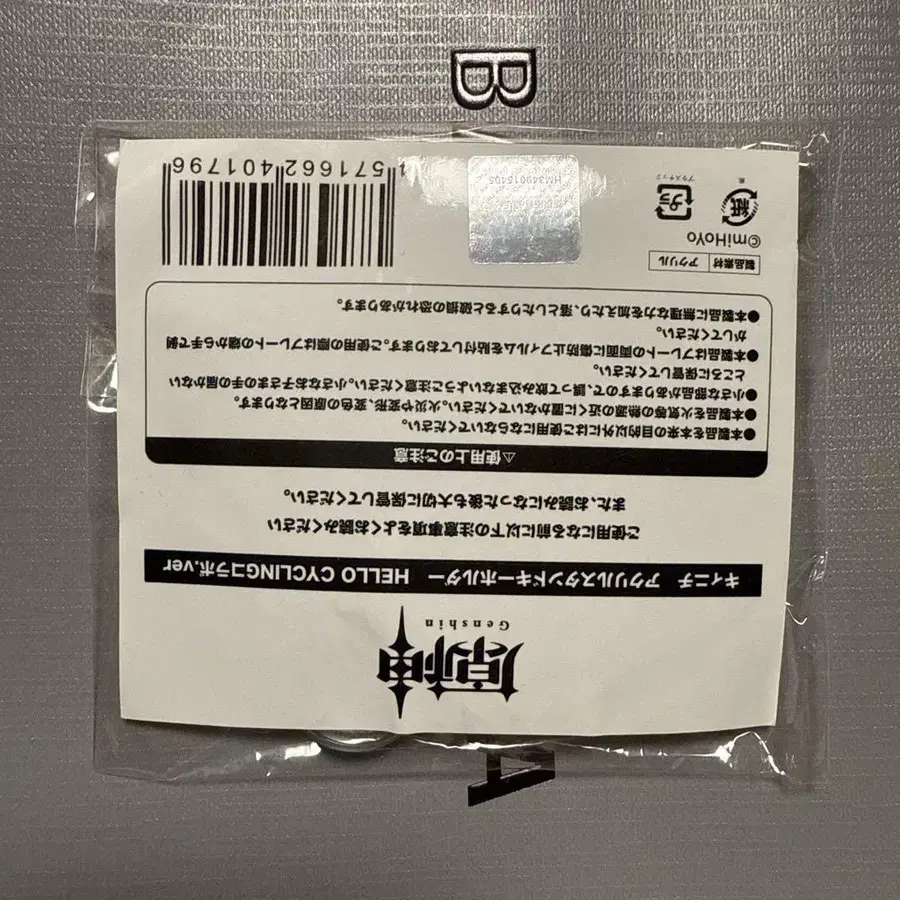 原神
Genshin
キィニチ アクリルスタンドキーホルダー HELLO CYCLINGコラボ.ver
ご使用になる前に以下の注意事項をよくお読みください
また、お読みになった後も大切に保管してください。
⚠使用上のご注意
●本製品を本来の目的以外にはご使用にならないでください。
●本製品を火気等の熱源の近くに置かないでください。火災や変形、変色の原因となります。
●小さな部品がありますので、誤って飲み込まないようご注意ください。小さなお子さまの手の届かない
ところに保管してください。
●本製品はプレートの両面に傷防止フィルムを貼付しております。ご使用の際はプレートの端から手で剥
がしてください。
●本製品に無理な力を加えたり、落としたりすると破損の恐れがあります。
製品素材 アクリル
©miHoYo
紙
プラ
紙
プラスチック
HM349015405
4571662401796
B
A